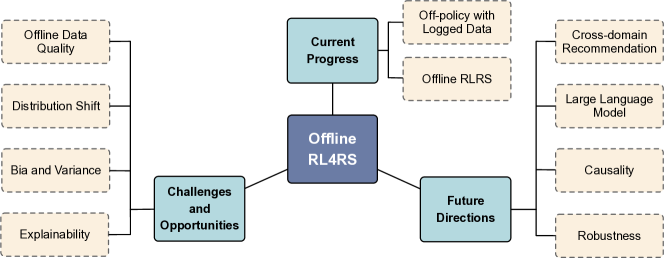 Offline Data
Quality
Distribution Shift
Bia and Variance
Explainability
Challenges
and
Opportunities
Current
Progress
Off-policy with
Logged Data
Offline RLRS
Offline
RL4RS
Future
Directions
Cross-domain
Recommendation
Large Language
Model
Causality
Robustness